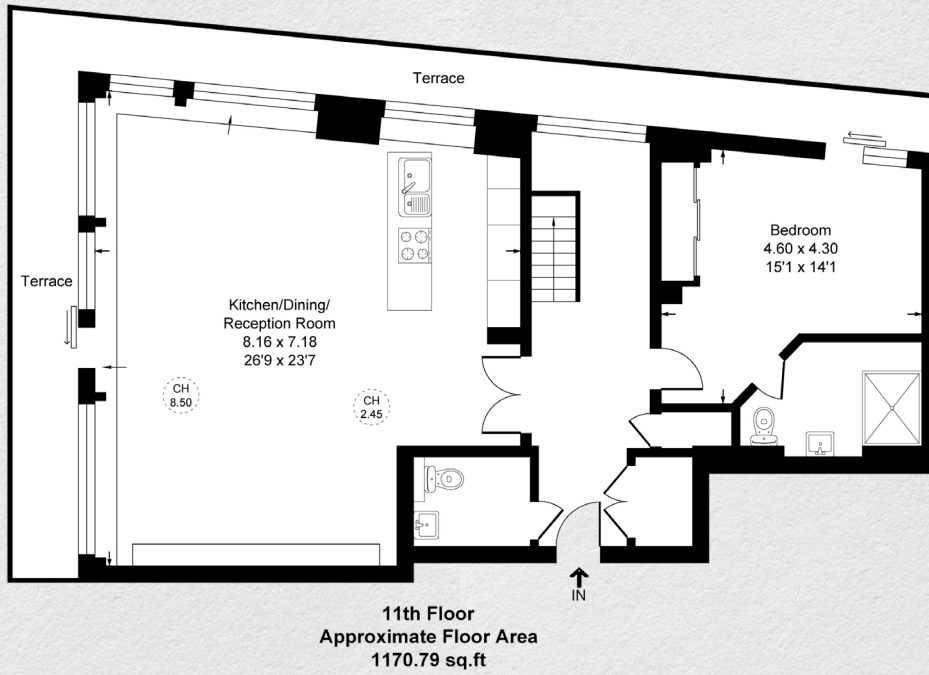 Terrace
Bedroom
4.60 x 4.30
15'1 x 14'1
Terrace
Kitchen/Dining/
Reception Room
8.16 x 7.18
26'9 x 23'7
CH
8.50
CH
2.45
IN
11th Floor
Approximate Floor Area
1170.79 sq.ft